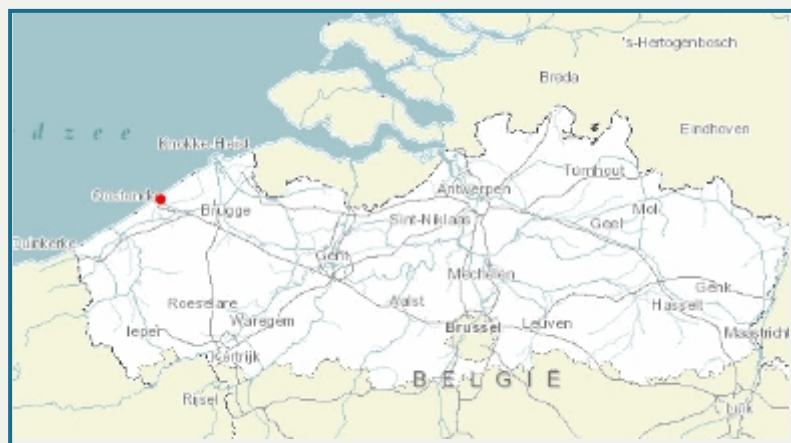 's-Hertogenbosch
Breda
d z e e
Eindhoven
Knokke-Heist
Turnhout
Antwerpen
Oostende
Brugge
Mol
Sint-Niklaas
Geel
Duinkerke
Gent
Mechelen
Genk
Roeselare
Aalst
Hasselt
Waregem
Ieper
Brussel
Leuven
Maastricht
Kortrijk
BELGIË
Rijsel
Luik